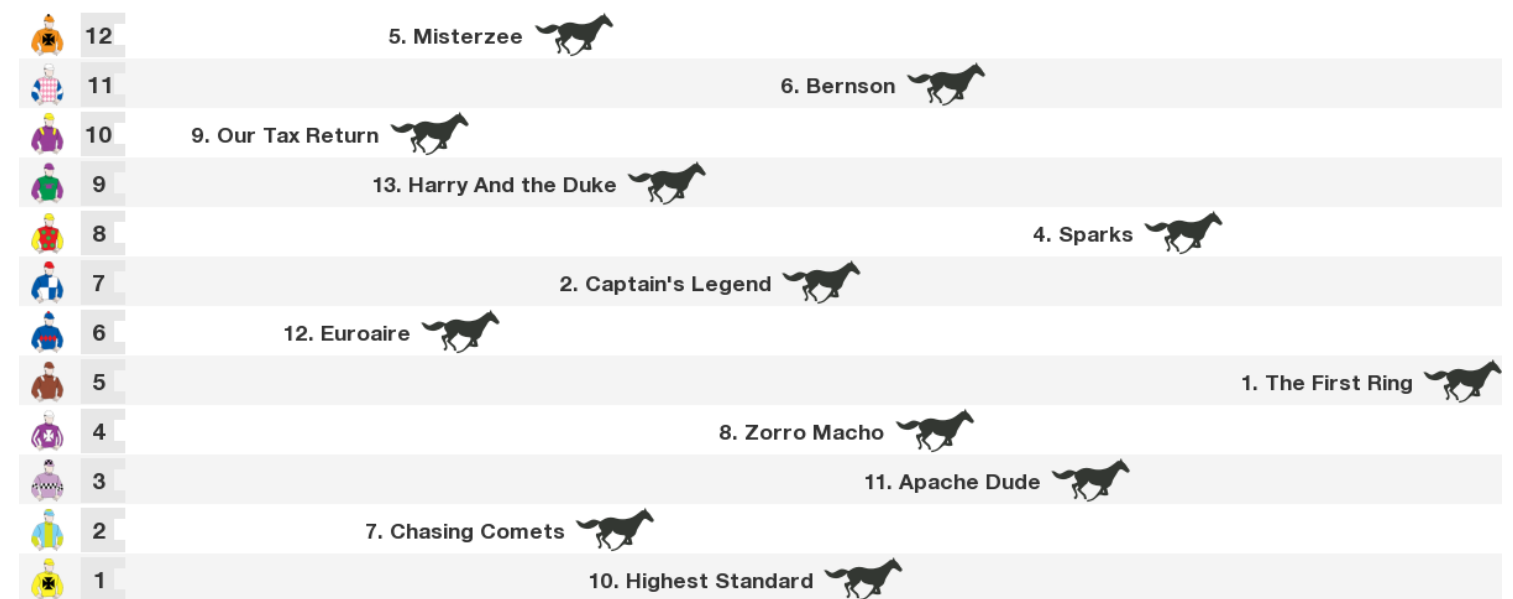 12 5. Misterzee
11 6. Bernson
10 9. Our Tax Return
9 13. Harry And the Duke
8 4. Sparks
7 2. Captain's Legend
6 12. Euroaire
5 1. The First Ring
4 8. Zorro Macho
3 11. Apache Dude
2 7. Chasing Comets
1 10. Highest Standard